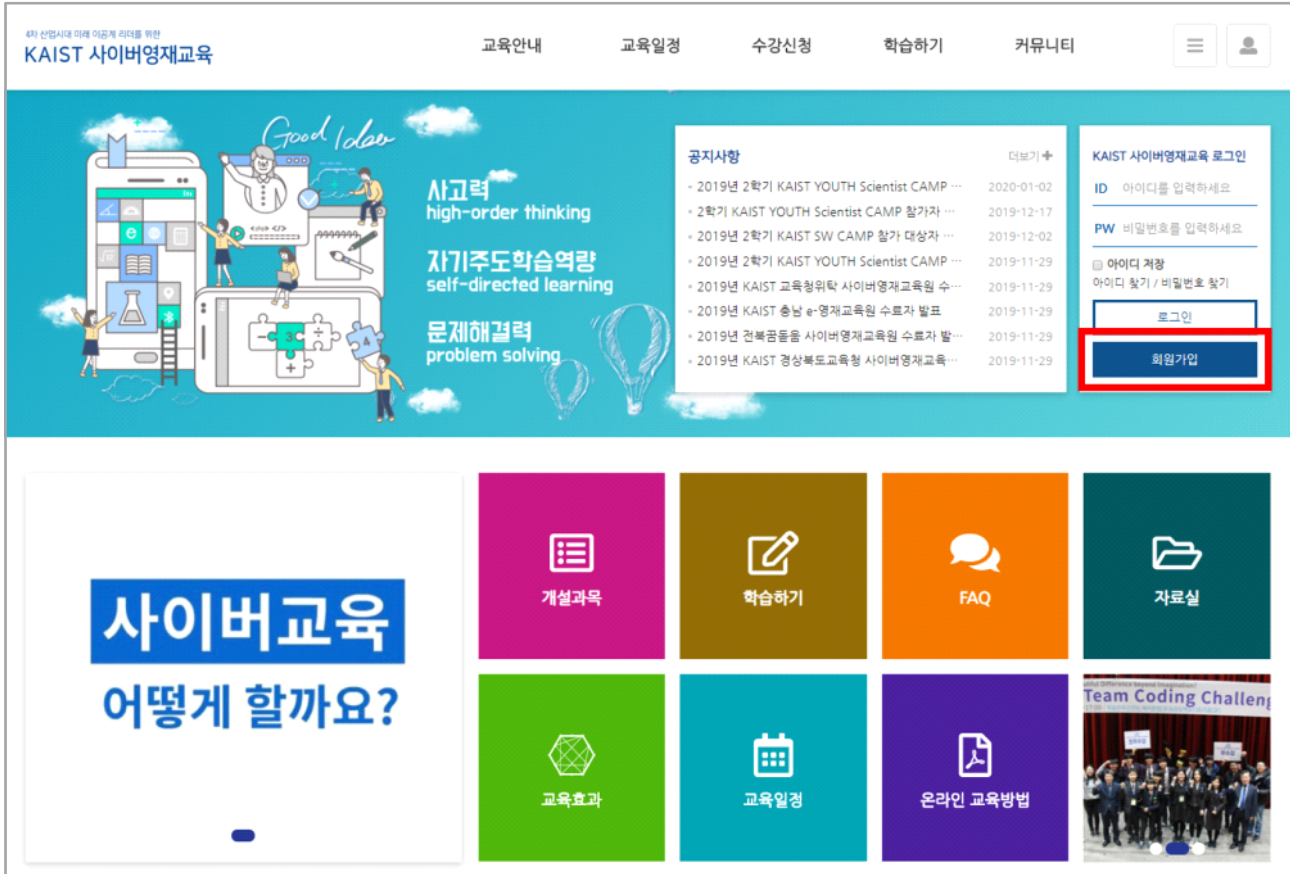 4차 산업시대 미래 이공계 리더를 위한
KAIST 사이버영재교육
교육안내
교육일정
수강신청
학습하기
커뮤니티
Good Idea
사고력
high-order thinking
자기주도학습역량
self-directed learning
문제해결력
problem solving
공지사항
더보기 +
2019년 2학기 KAIST YOUTH Scientist CAMP ··· 2020-01-02
2학기 KAIST YOUTH Scientist CAMP 참가자 ··· 2019-12-17
2019년 2학기 KAIST SW CAMP 참가 대상자 ··· 2019-12-02
2019년 2학기 KAIST YOUTH Scientist CAMP ··· 2019-11-29
2019년 KAIST 교육청위탁 사이버영재교육원 수··· 2019-11-29
2019년 KAIST 충남 e-영재교육원 수료자 발표 2019-11-29
2019년 전북꿈돋움 사이버영재교육원 수료자 발··· 2019-11-29
2019년 KAIST 경상북도교육청 사이버영재교육··· 2019-11-29
KAIST 사이버영재교육 로그인
ID 아이디를 입력하세요
PW 비밀번호를 입력하세요
아이디 저장
아이디 찾기 / 비밀번호 찾기
로그인
회원가입
사이버교육
어떻게 할까요?
개설과목
학습하기
FAQ
자료실
교육효과
교육일정
온라인 교육방법
Team Coding Challeng